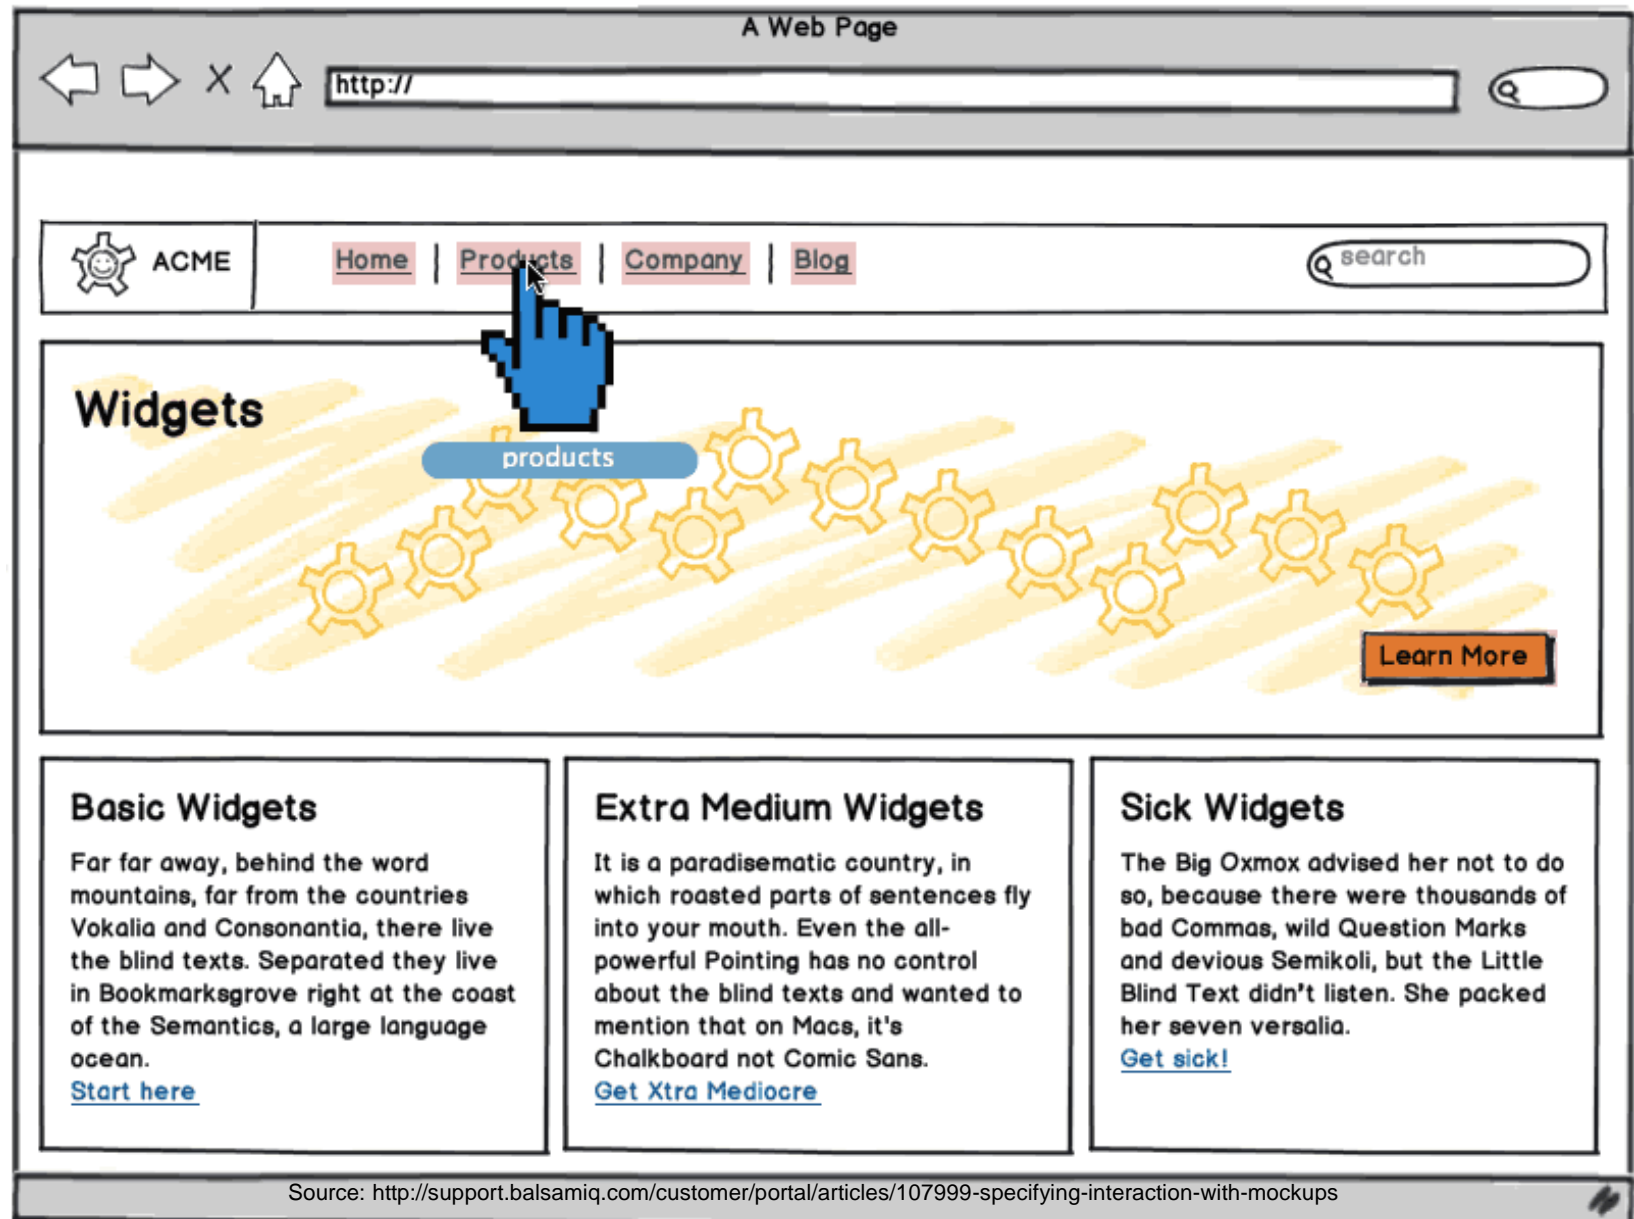 A Web Page
http://
ACME
Home | Products | Company | Blog
search
Widgets
products
Learn More
Basic Widgets
Far far away, behind the word
mountains, far from the countries
Vokalia and Consonantia, there live
the blind texts. Separated they live
in Bookmarksgrove right at the coast
of the Semantics, a large language
ocean.
Start here
Extra Medium Widgets
It is a paradisematic country, in
which roasted parts of sentences fly
into your mouth. Even the all-
powerful Pointing has no control
about the blind texts and wanted to
mention that on Macs, it's
Chalkboard not Comic Sans.
Get Xtra Mediocre
Sick Widgets
The Big Oxmox advised her not to do
so, because there were thousands of
bad Commas, wild Question Marks
and devious Semikoli, but the Little
Blind Text didn't listen. She packed
her seven versalia.
Get sick!
Source: http://support.balsamiq.com/customer/portal/articles/107999-specifying-interaction-with-mockups